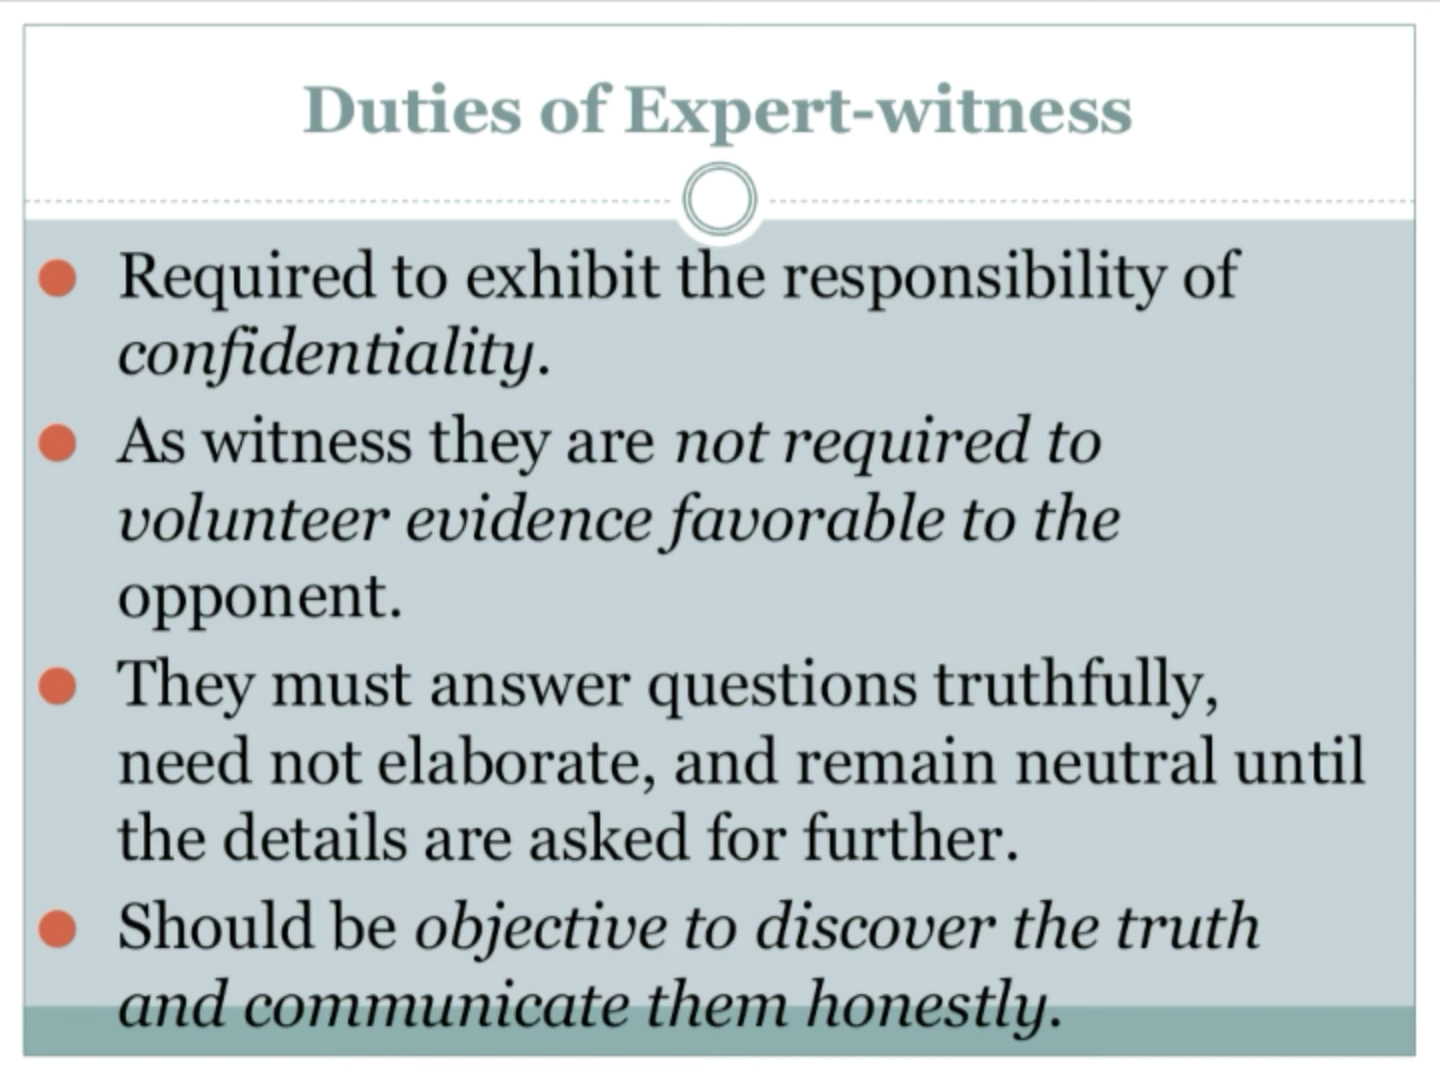 Duties of Expert-witness
Required to exhibit the responsibility of
confidentiality.
As witness they are not required to
volunteer evidence favorable to the
opponent.
They must answer questions truthfully,
need not elaborate, and remain neutral until
the details are asked for further.
Should be objective to discover the truth
and communicate them honestly.